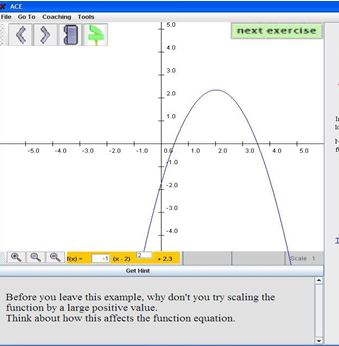 ACE
File Go To Coaching Tools
next exercise
5.0
4.0
3.0
2.0
1.0
-5.0 -4.0 -3.0 -2.0 -1.0 0.0 1.0 2.0 3.0 4.0 5.0
-1.0
-2.0
-3.0
-4.0
f(x) = -1 (x - 2) 2 + 2.3 Scale 1
Get Hint
Before you leave this example, why don't you try scaling the
function by a large positive value.
Think about how this affects the function equation.